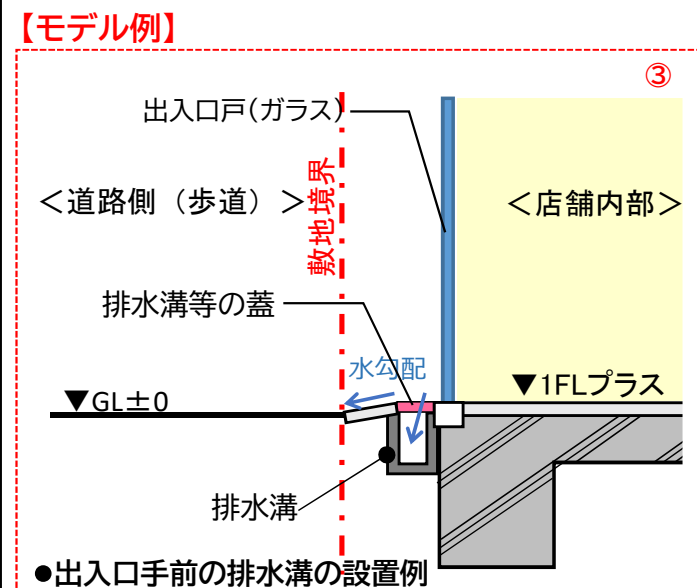 【モデル例】
③
出入口戸(ガラス)
＜道路側（歩道）＞
敷地境界
＜店舗内部＞
排水溝等の蓋
水勾配
▼GL±0
▼1FLプラス
排水溝
●出入口手前の排水溝の設置例